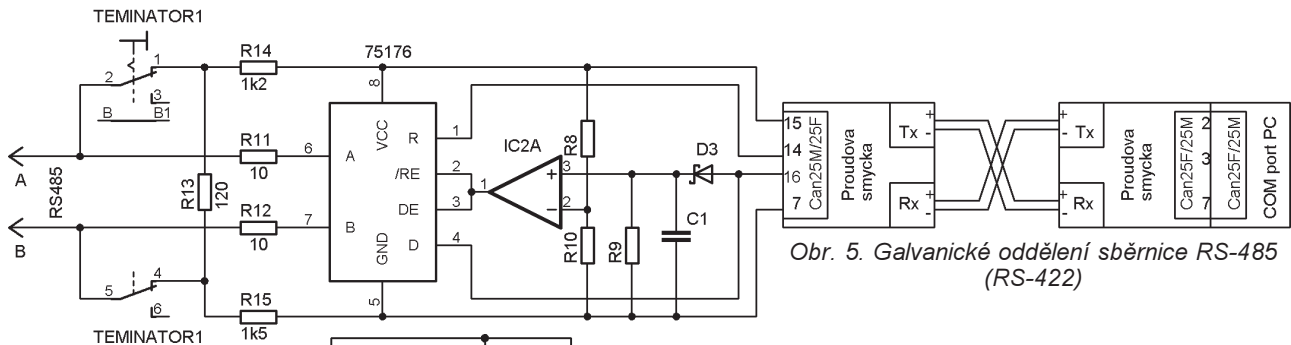 TEMINATOR1
2
1
3
B
B1
R14
1k2
75176
8
VCC
R
1
A
6
R11
10
A
RS485
R13
120
/RE
2
DE
3
IC2A
1
+
3
−
2
R8
D3
R10
R9
C1
B
R12
10
7
B
D
4
GND
5
5
4
6
R15
1k5
TEMINATOR1
15
14
16
7
Can25M/25F
Proudova
smycka
Tx
+
-
Rx
+
-
+
-
Tx
+
-
Rx
Proudova
smycka
Can25F/25M
2
3
7
Can25F/25M
COM port PC
Obr. 5. Galvanické oddělení sběrnice RS-485
(RS-422)